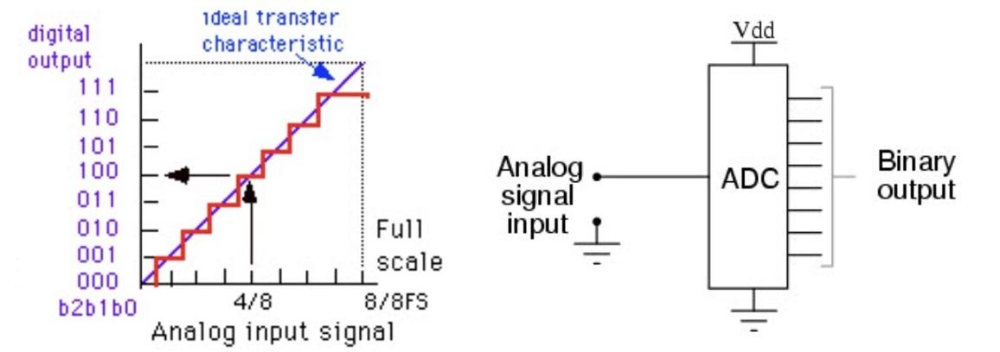 digital
output
ideal transfer
characteristic
111
110
101
100
011
010
001
000
b2b1b0
4/8
8/8FS
Full
scale
Analog input signal
Vdd
Analog
signal
input
ADC
Binary
output